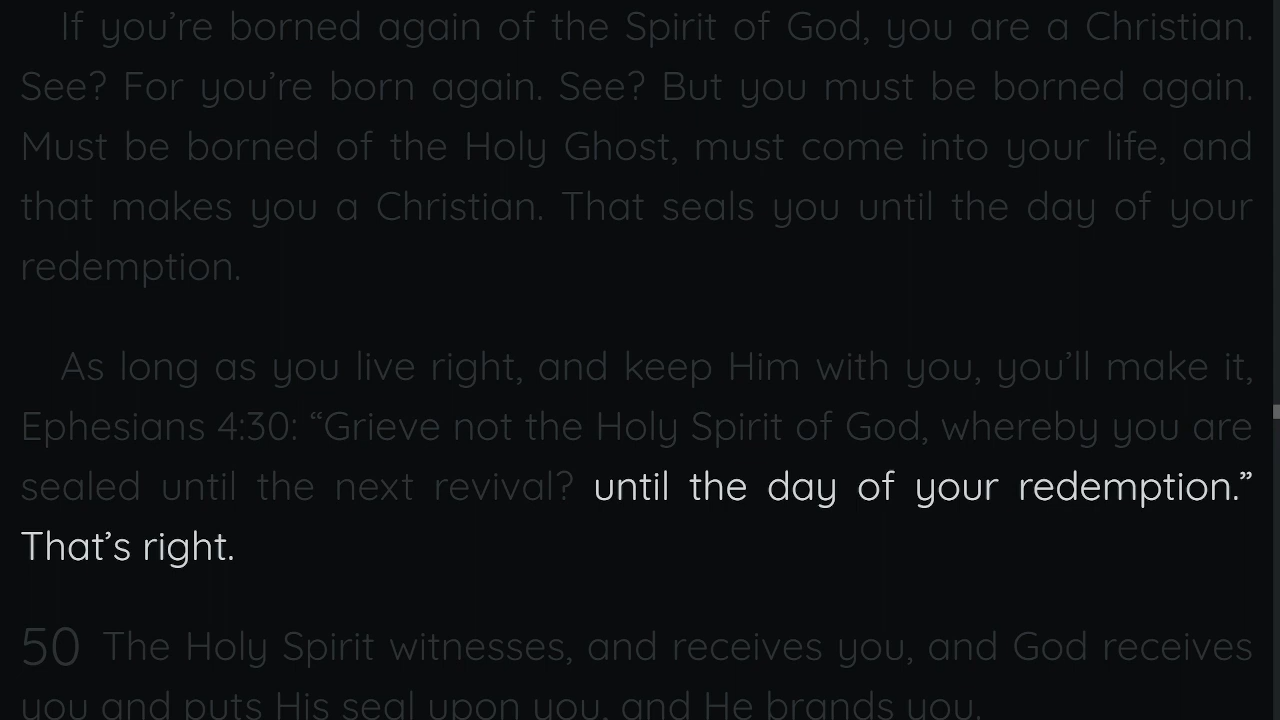 If you’re borned again of the Spirit of God, you are a Christian.
See? For you’re born again. See? But you must be borned again.
Must be borned of the Holy Ghost, must come into your life, and
that makes you a Christian. That seals you until the day of your
redemption.
As long as you live right, and keep Him with you, you’ll make it,
Ephesians 4:30: “Grieve not the Holy Spirit of God, whereby you are
sealed until the next revival? until the day of your redemption.”
That’s right.
50 The Holy Spirit witnesses, and receives you, and God receives
you and puts His seal upon you, and He brands you.